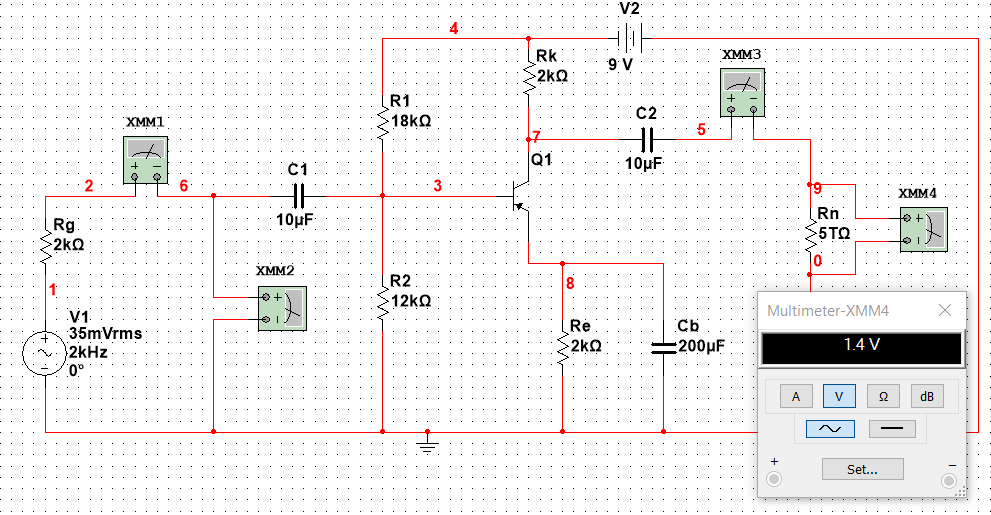 V2
4
9 V
XMM3
+ −
Rk
2kΩ
R1
18kΩ
C2
5
10µF
7
XMM1
+ −
Q1
2
6
C1
3
10µF
9
XMM4
+
−
Rn
5TΩ
0
Rg
2kΩ
XMM2
+
−
R2
12kΩ
8
1
V1
35mVrms
2kHz
0°
Re
2kΩ
Cb
200µF
Multimeter-XMM4
1.4 V
A V Ω dB
+ −
Set...